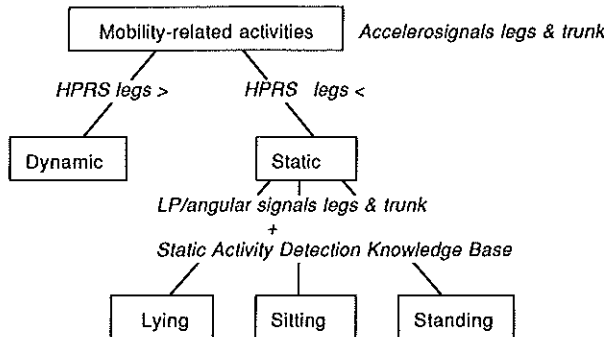 Mobility-related activities Accelerosignals legs & trunk
HPRS legs > HPRS legs <
Dynamic Static
LP/angular signals legs & trunk
+
Static Activity Detection Knowledge Base
Lying Sitting Standing